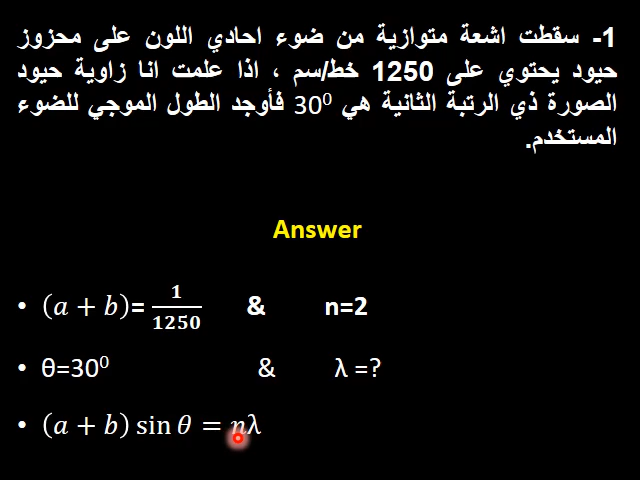 1- سقطت اشعة متوازية من ضوء احادي اللون على محزوز
حيود يحتوي على 1250 خط/سم ، اذا علمت انا زاوية حيود
الصورة ذي الرتبة الثانية هي 30⁰ فأوجد الطول الموجي للضوء
المستخدم.
Answer
• (a + b)= 1/1250 & n=2
• θ=30⁰ & λ =?
• (a + b) sin θ = nλ